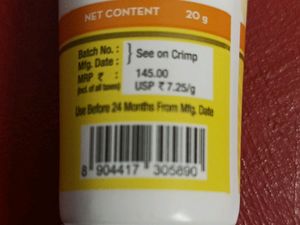 NET CONTENT 20 g
Batch No. : See on Crimp
Mfg. Date :
MRP ₹ : 145.00
(Incl. of all taxes) USP ₹ 7.25/g
Use Before 24 Months From Mfg. Date
8 904417 305890